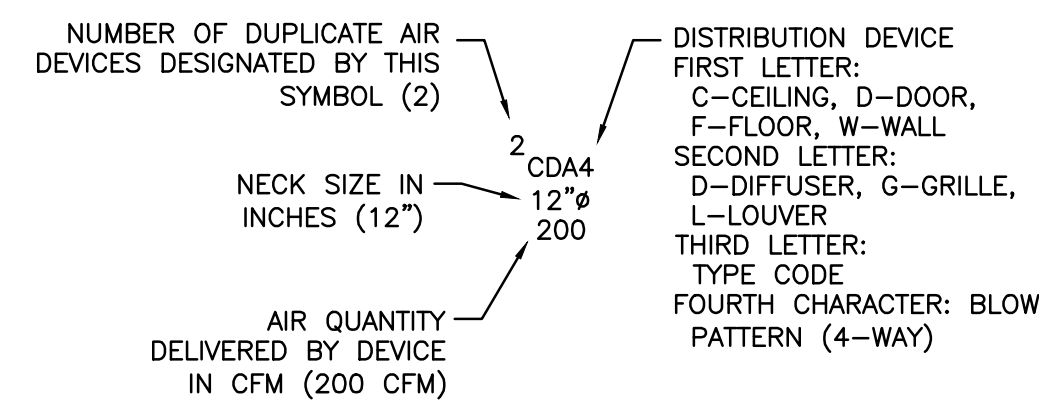 NUMBER OF DUPLICATE AIR
DEVICES DESIGNATED BY THIS
SYMBOL (2)
NECK SIZE IN
INCHES (12")
AIR QUANTITY
DELIVERED BY DEVICE
IN CFM (200 CFM)
2
CDA4
12"ø
200
DISTRIBUTION DEVICE
FIRST LETTER:
C-CEILING, D-DOOR,
F-FLOOR, W-WALL
SECOND LETTER:
D-DIFFUSER, G-GRILLE,
L-LOUVER
THIRD LETTER:
TYPE CODE
FOURTH CHARACTER: BLOW
PATTERN (4-WAY)